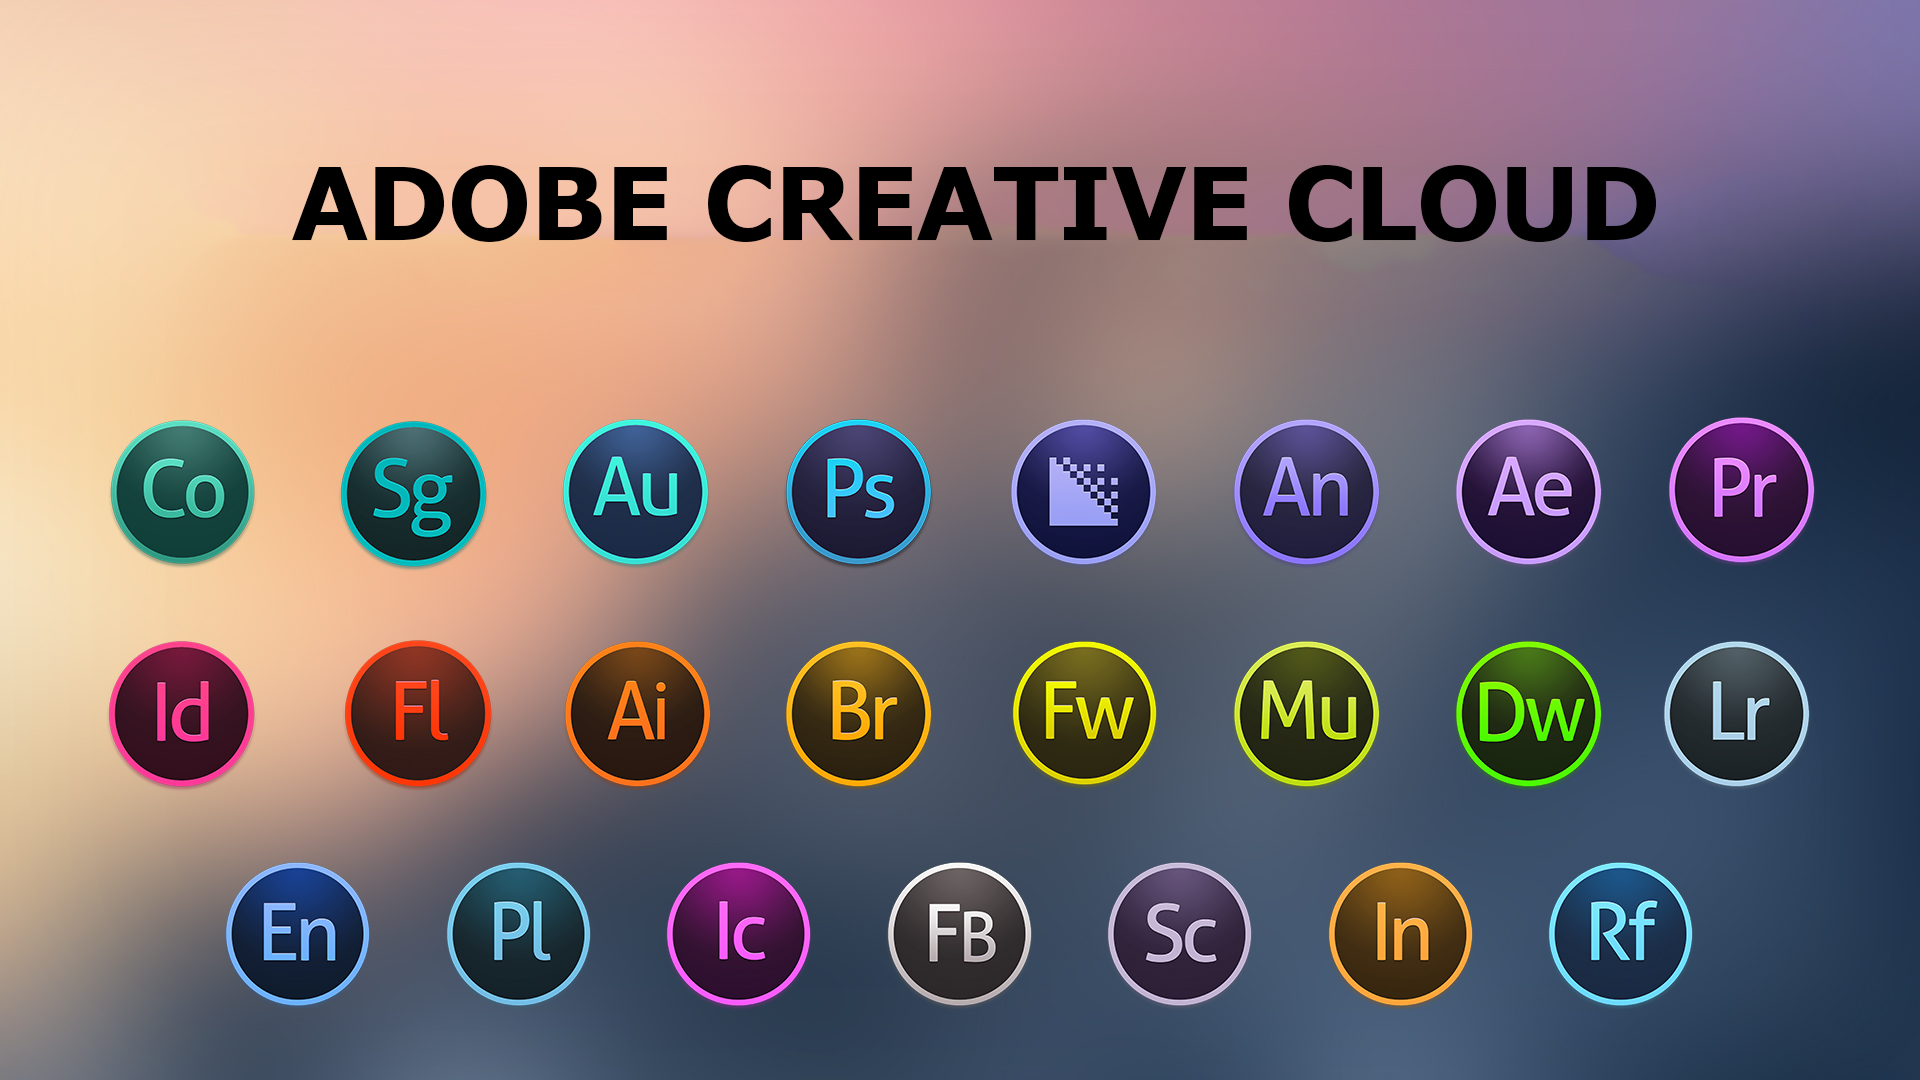 ADOBE CREATIVE CLOUD
Co Sg Au Ps An Ae Pr
Id Fl Ai Br Fw Mu Dw Lr
En Pl Ic FB Sc In Rf